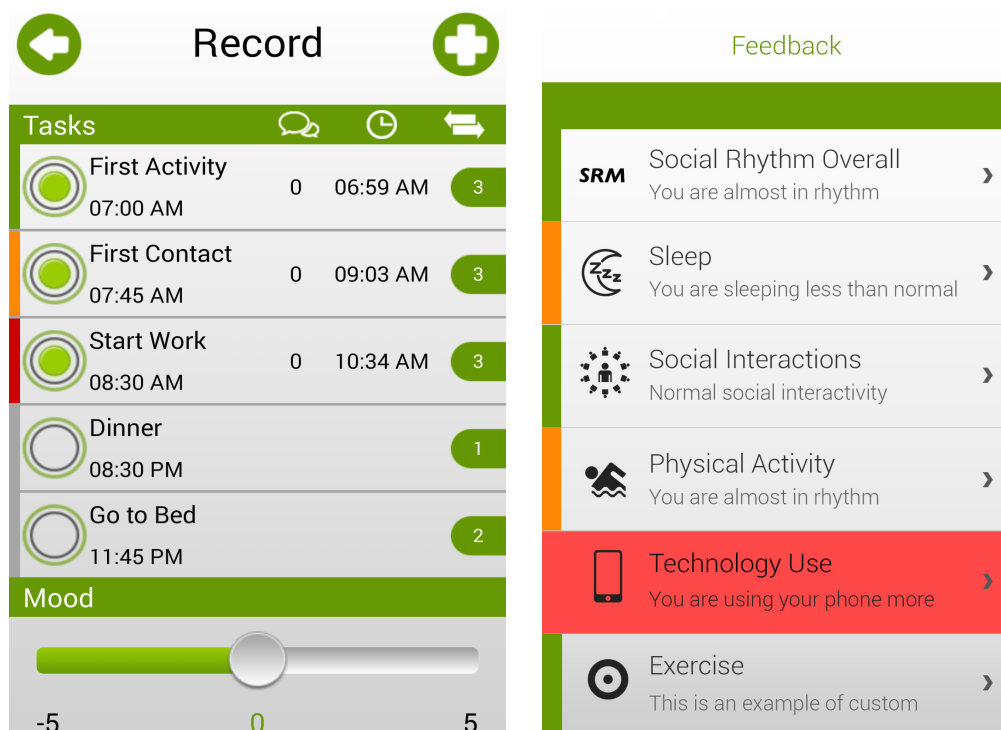 Record
Tasks
First Activity
07:00 AM
0
06:59 AM
3
First Contact
07:45 AM
0
09:03 AM
3
Start Work
08:30 AM
0
10:34 AM
3
Dinner
08:30 PM
1
Go to Bed
11:45 PM
2
Mood
-5
0
5
Feedback
SRM
Social Rhythm Overall
You are almost in rhythm
Zzzz
Sleep
You are sleeping less than normal
Social Interactions
Normal social interactivity
Physical Activity
You are almost in rhythm
Technology Use
You are using your phone more
Exercise
This is an example of custom